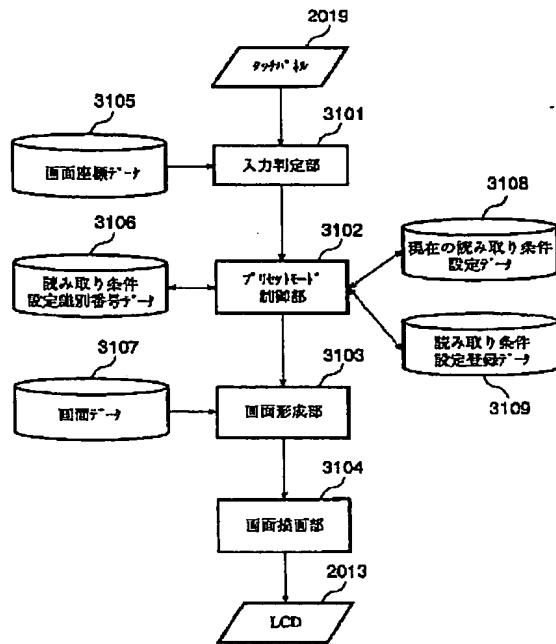 2019
ﾀｯﾁﾊﾟﾈﾙ
3105
3101
画面座標ﾃﾞｰﾀ
入力判定部
3108
3106
3102
現在の読み取り条件
設定ﾃﾞｰﾀ
読み取り条件
設定識別番号ﾃﾞｰﾀ
ﾌﾟﾘｾｯﾄﾓｰﾄﾞ
制御部
3107
3103
読み取り条件
設定登録ﾃﾞｰﾀ
3109
画面ﾃﾞｰﾀ
画面形成部
3104
画面描画部
2013
LCD